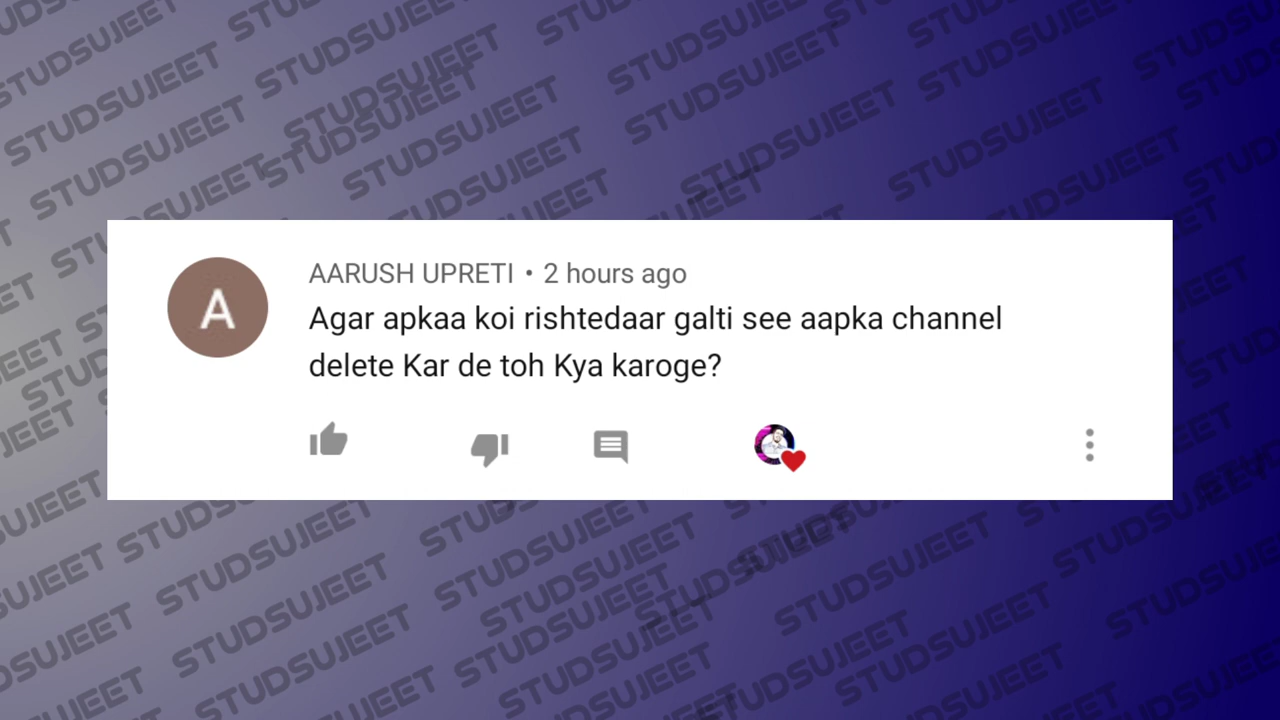 AARUSH UPRETI • 2 hours ago
Agar apkaa koi rishtedaar galti see aapka channel
delete Kar de toh Kya karoge?
A
STUDSUJEET